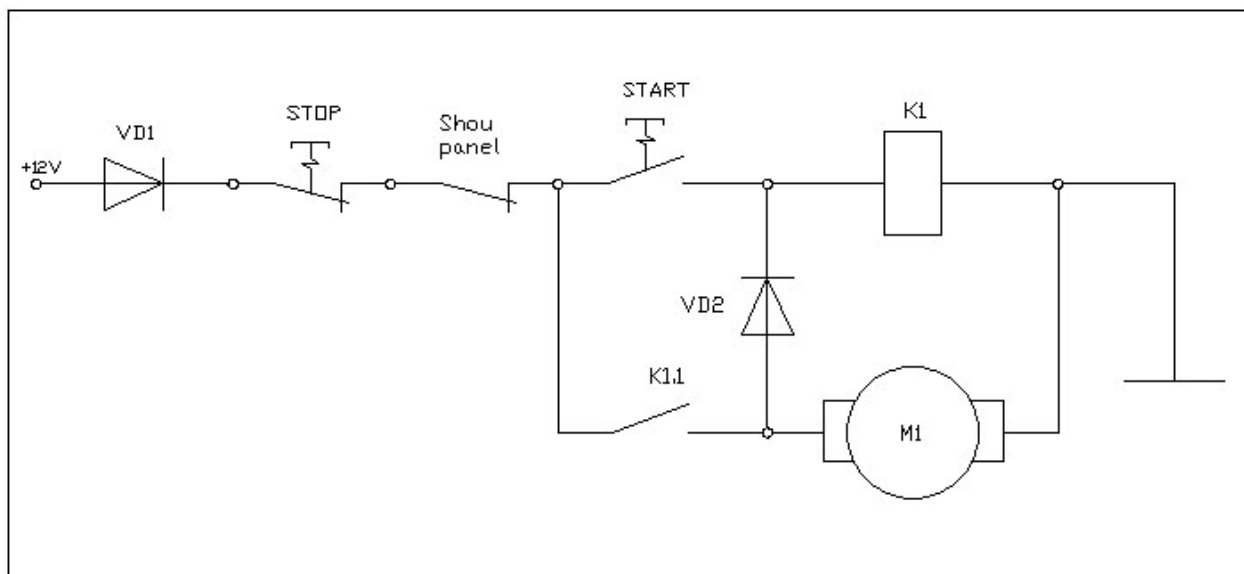 START
K1
STOP
Shou
panel
VD1
+12V
VD2
K1.1
M1